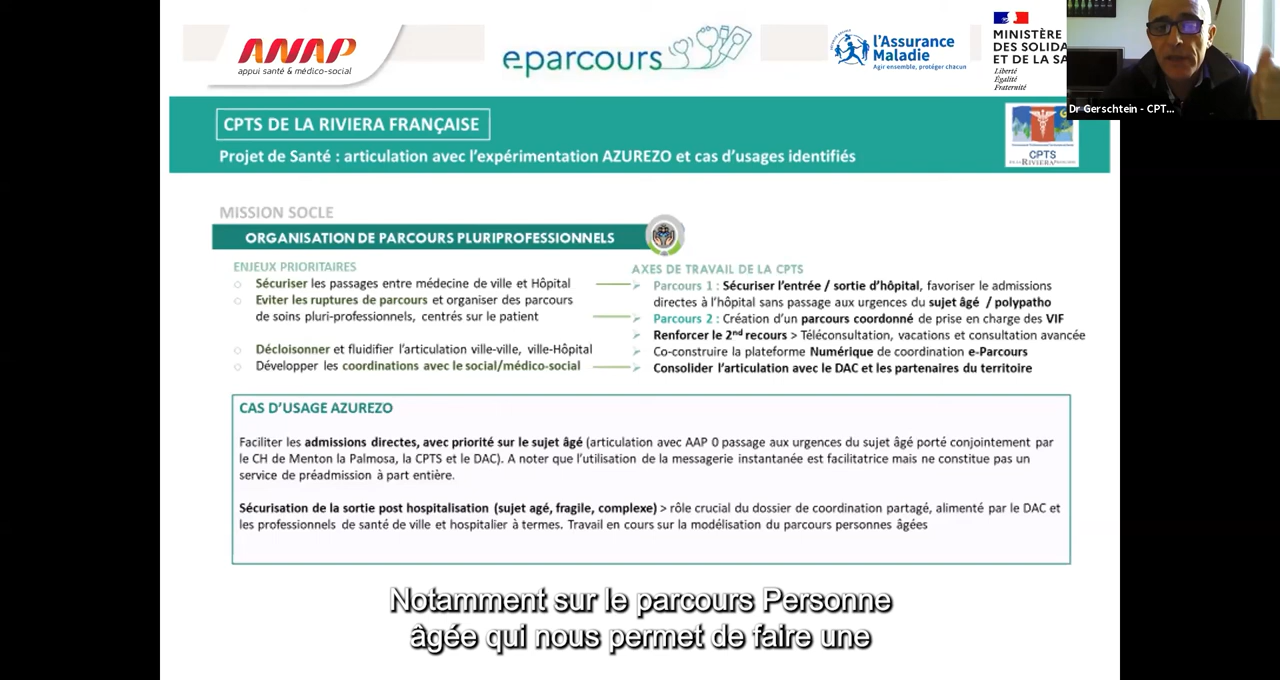 ANAP
appui santé & médico-social
eparcours
l'Assurance
Maladie
Agir ensemble, protéger chacun
MINISTÈRE
DES SOLIDA
ET DE LA SA
Liberté
Égalité
Fraternité
Dr Gerschtein - CPT...
CPTS DE LA RIVIERA FRANÇAISE
Projet de Santé : articulation avec l'expérimentation AZUREZO et cas d'usages identifiés
CPTS
MISSION SOCLE
ORGANISATION DE PARCOURS PLURIPROFESSIONNELS
ENJEUX PRIORITAIRES
Sécuriser les passages entre médecine de ville et Hôpital
Eviter les ruptures de parcours et organiser des parcours
de soins pluri-professionnels, centrés sur le patient
Décloisonner et fluidifier l'articulation ville-ville, ville-Hôpital
Développer les coordinations avec le social/médico-social
AXES DE TRAVAIL DE LA CPTS
Parcours 1 : Sécuriser l'entrée / sortie d'hôpital, favoriser le admissions
directes à l'hôpital sans passage aux urgences du sujet âgé / polypatho
Parcours 2 : Création d'un parcours coordonné de prise en charge des VIF
Renforcer le 2nd recours > Téléconsultation, vacations et consultation avancée
Co-construire la plateforme Numérique de coordination e-Parcours
Consolider l'articulation avec le DAC et les partenaires du territoire
CAS D'USAGE AZUREZO
Faciliter les admissions directes, avec priorité sur le sujet âgé (articulation avec AAP 0 passage aux urgences du sujet âgé porté conjointement par
le CH de Menton la Palmosa, la CPTS et le DAC). A noter que l'utilisation de la messagerie instantanée est facilitatrice mais ne constitue pas un
service de préadmission à part entière.
Sécurisation de la sortie post hospitalisation (sujet agé, fragile, complexe) > rôle crucial du dossier de coordination partagé, alimenté par le DAC et
les professionnels de santé de ville et hospitalier à termes. Travail en cours sur la modélisation du parcours personnes âgées
Notamment sur le parcours Personne
âgée qui nous permet de faire une